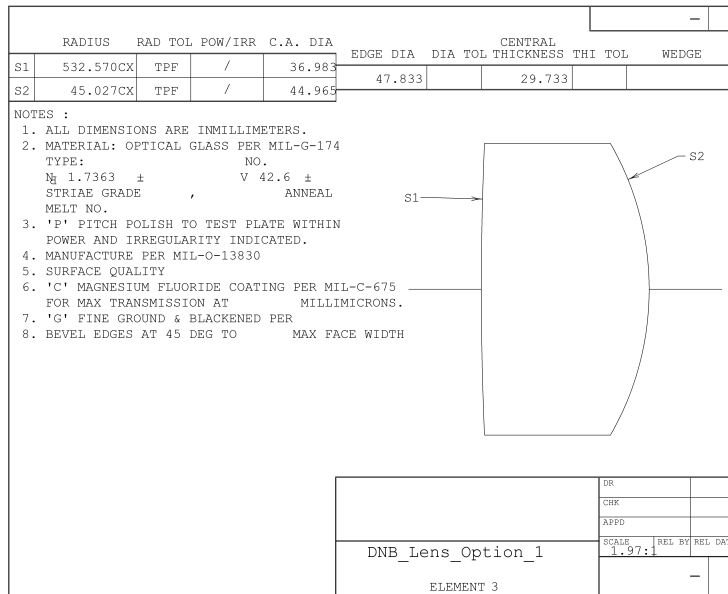 RADIUS RAD TOL POW/IRR C.A. DIA EDGE DIA DIA TOL CENTRAL THICKNESS THI TOL WEDGE
S1 532.570CX TPF / 36.983 47.833 29.733
S2 45.027CX TPF / 44.965
NOTES :
1. ALL DIMENSIONS ARE INMILLIMETERS.
2. MATERIAL: OPTICAL GLASS PER MIL-G-174
TYPE: NO.
Nd 1.7363 ± V 42.6 ±
STRIAE GRADE , ANNEAL
MELT NO.
3. 'P' PITCH POLISH TO TEST PLATE WITHIN
POWER AND IRREGULARITY INDICATED.
4. MANUFACTURE PER MIL-O-13830
5. SURFACE QUALITY
6. 'C' MAGNESIUM FLUORIDE COATING PER MIL-C-675
FOR MAX TRANSMISSION AT MILLIMICRONS.
7. 'G' FINE GROUND & BLACKENED PER
8. BEVEL EDGES AT 45 DEG TO MAX FACE WIDTH
S1
S2
DR
CHK
APPD
SCALE 1.97:1 REL BY REL DA
DNB_Lens_Option_1
ELEMENT 3